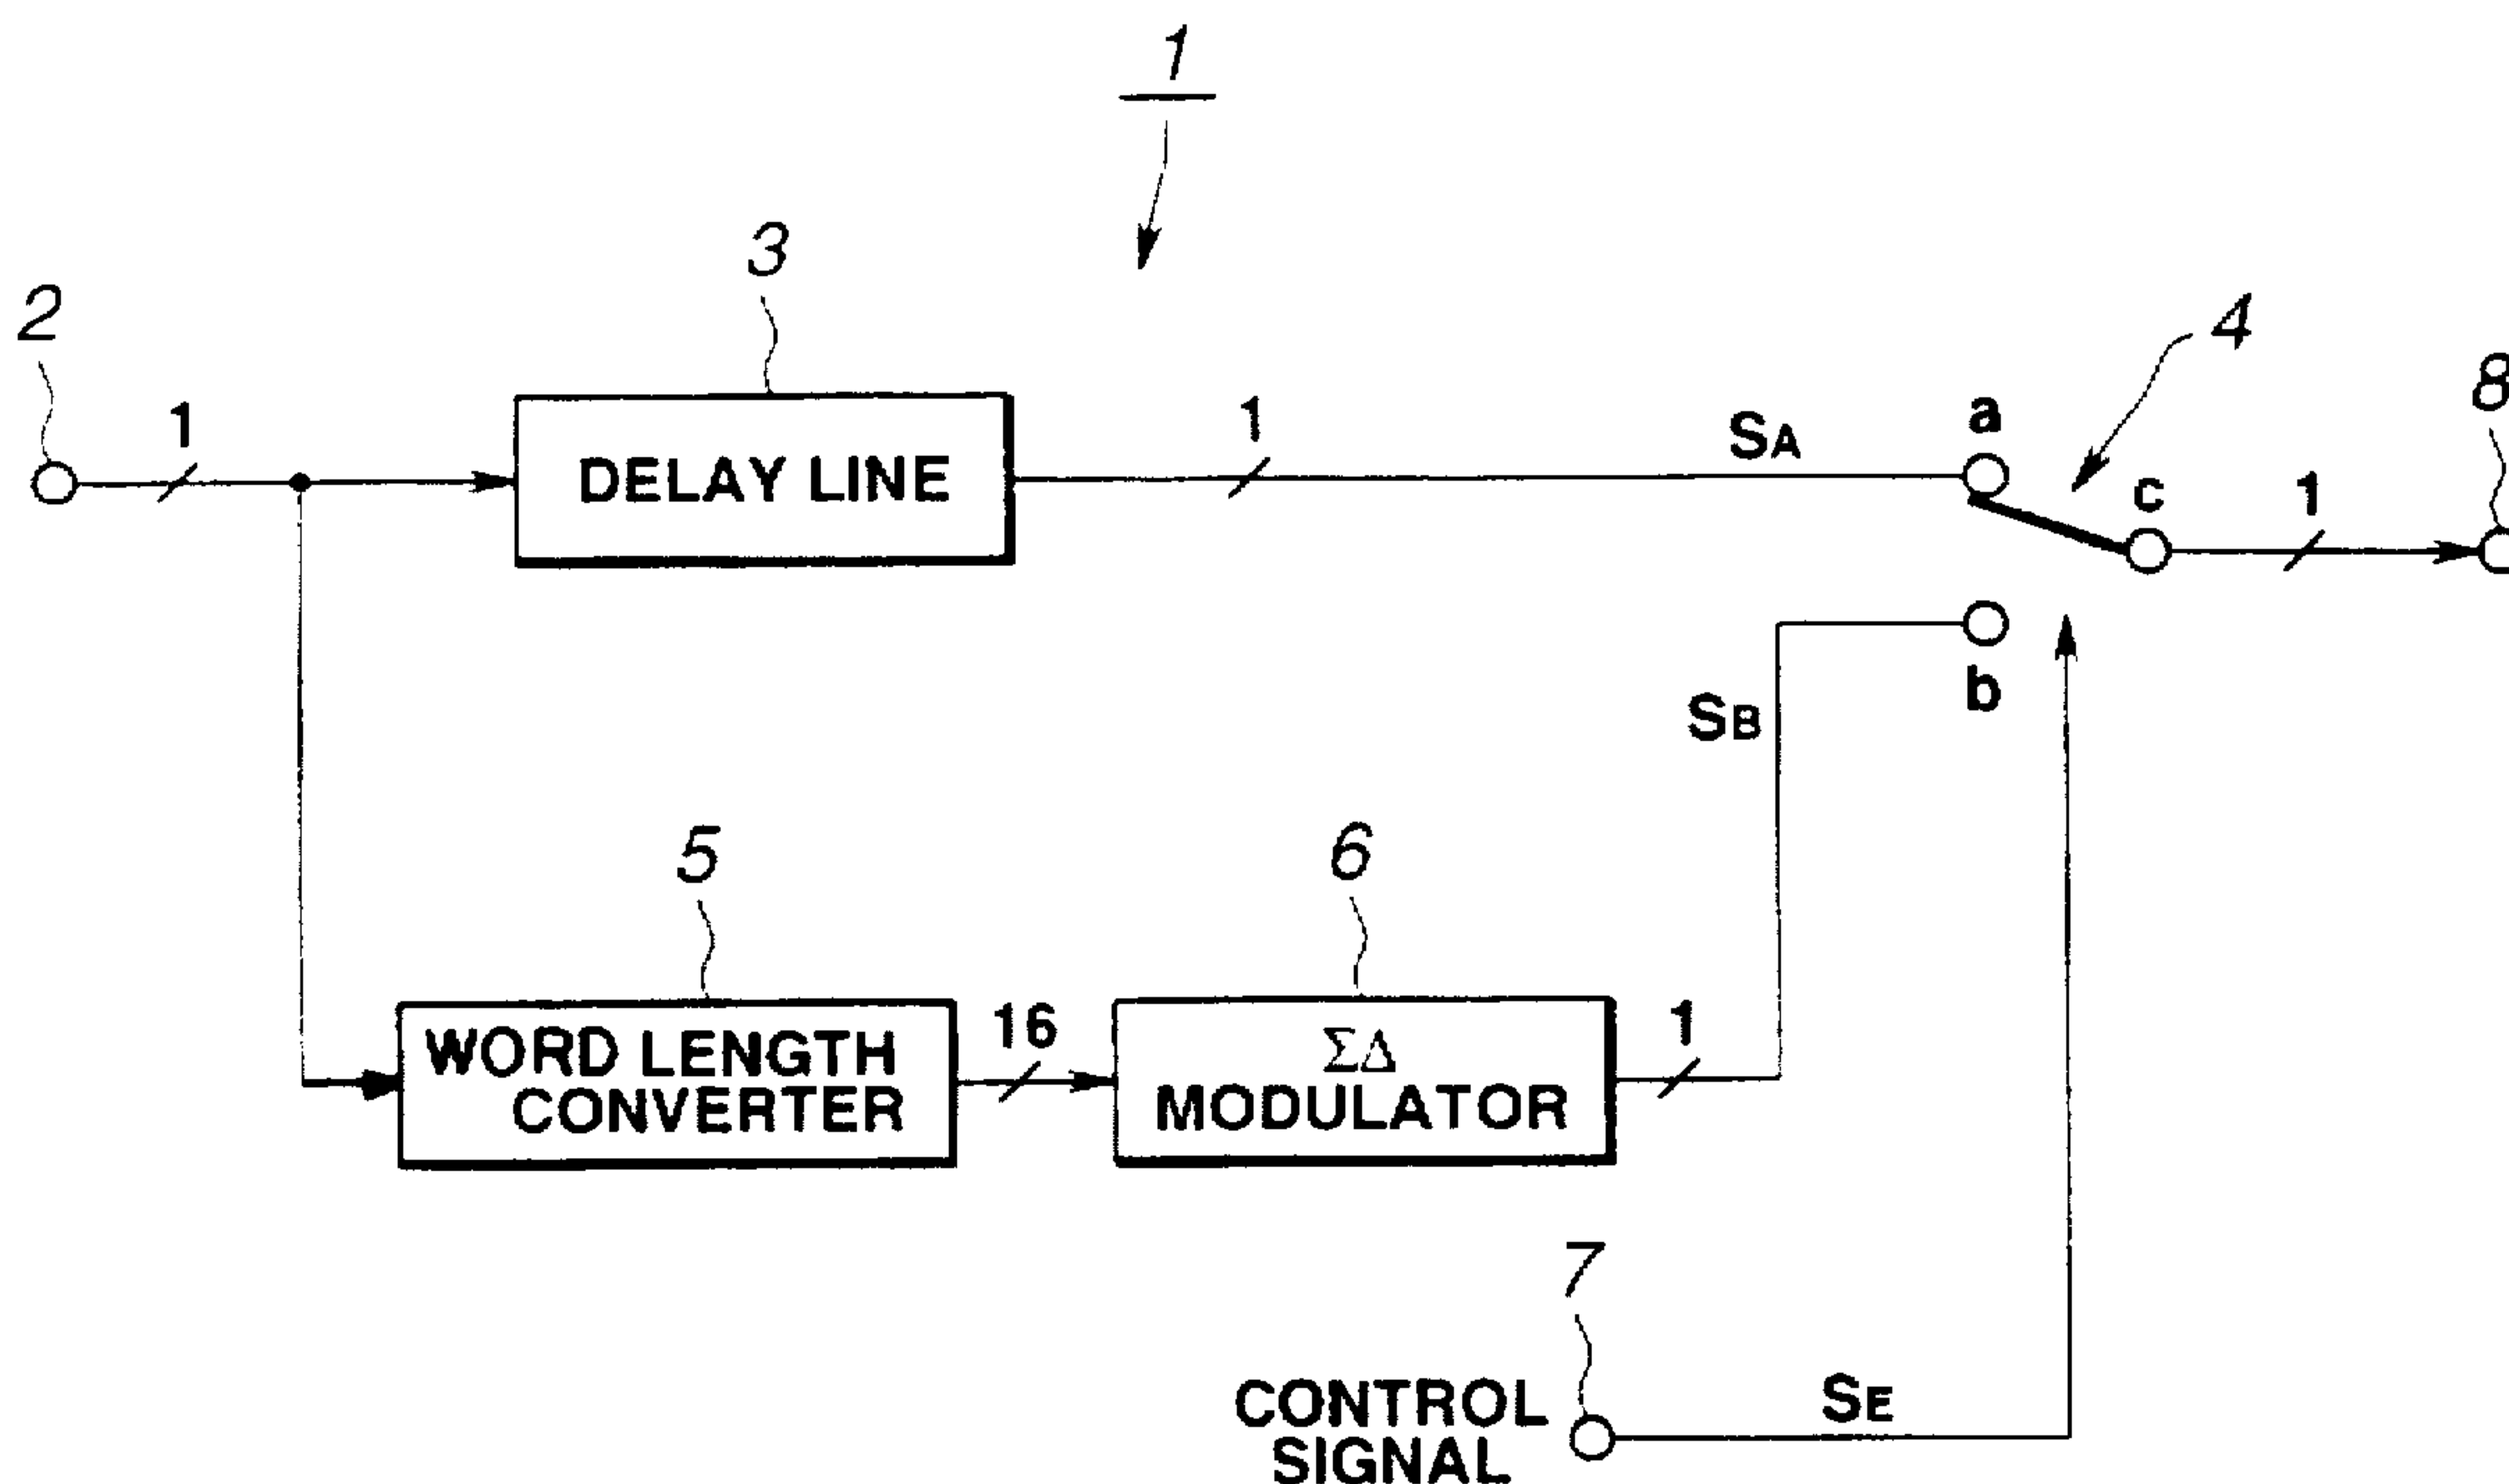 1
3
2
4
8
1
1
SA
a
c
1
DELAY LINE
b
SB
5
6
16
1
WORD LENGTH
CONVERTER
ΣΔ
MODULATOR
7
SE
CONTROL
SIGNAL